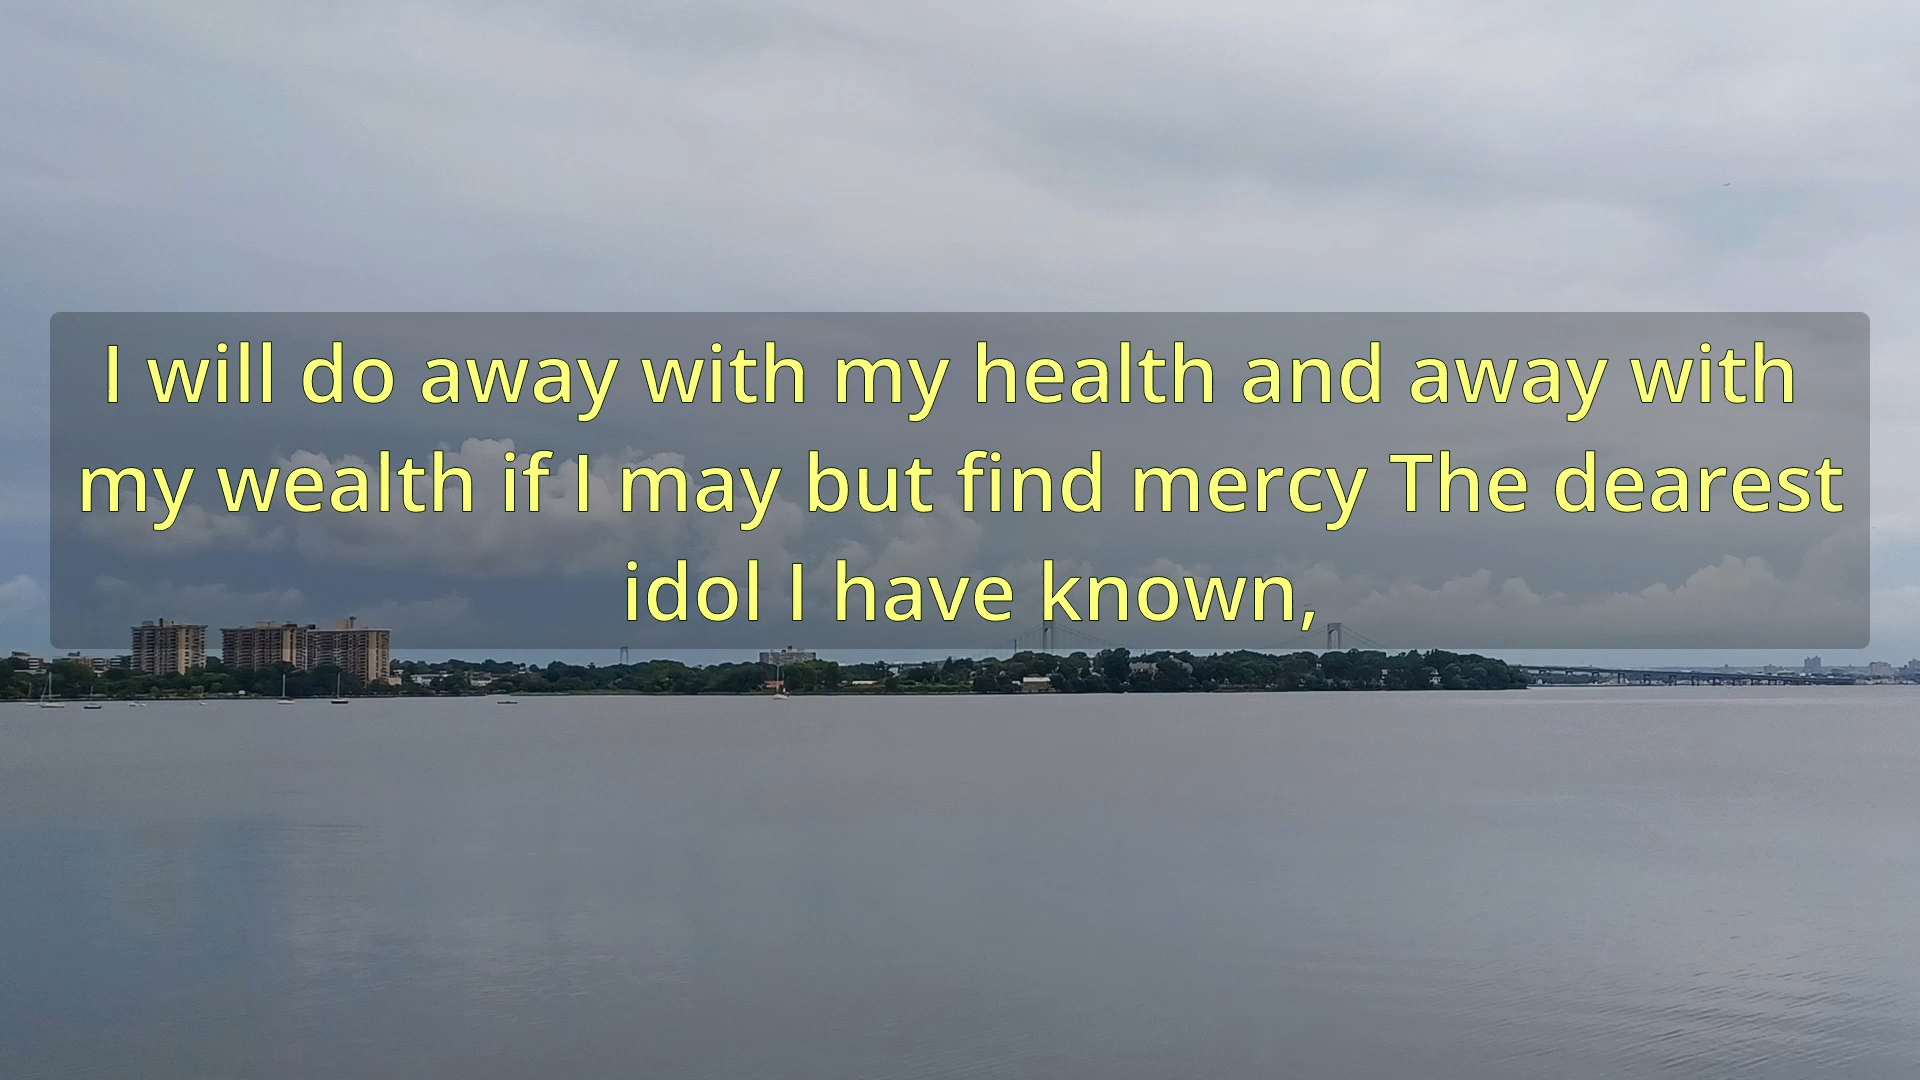 I will do away with my health and away with
my wealth if I may but find mercy The dearest
idol I have known,